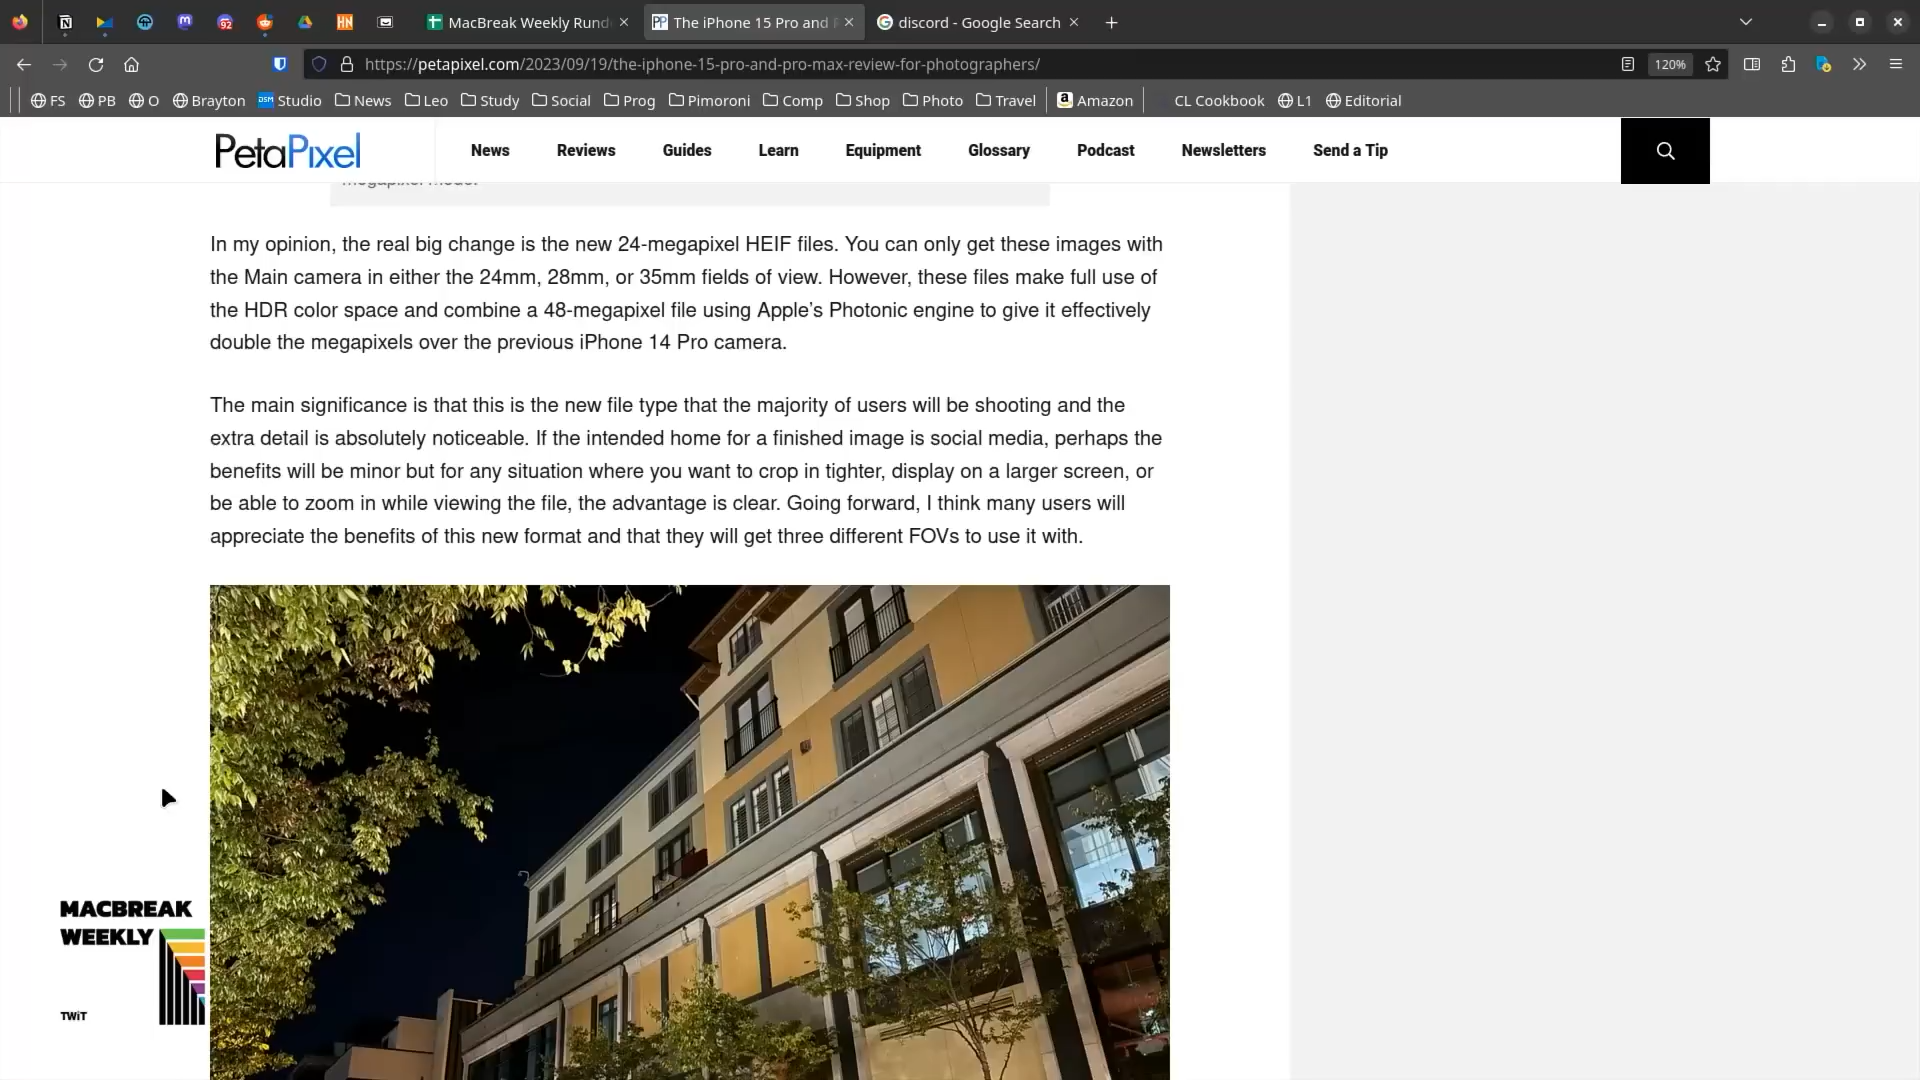 MacBreak Weekly Rund
The iPhone 15 Pro and
discord - Google Search
https://petapixel.com/2023/09/19/the-iphone-15-pro-and-pro-max-review-for-photographers/
120%
FS PB O Brayton DSM Studio News Leo Study Social Prog Pimoroni Comp Shop Photo Travel Amazon CL Cookbook L1 Editorial
PetaPixel
News Reviews Guides Learn Equipment Glossary Podcast Newsletters Send a Tip
In my opinion, the real big change is the new 24-megapixel HEIF files. You can only get these images with
the Main camera in either the 24mm, 28mm, or 35mm fields of view. However, these files make full use of
the HDR color space and combine a 48-megapixel file using Apple’s Photonic engine to give it effectively
double the megapixels over the previous iPhone 14 Pro camera.
The main significance is that this is the new file type that the majority of users will be shooting and the
extra detail is absolutely noticeable. If the intended home for a finished image is social media, perhaps the
benefits will be minor but for any situation where you want to crop in tighter, display on a larger screen, or
be able to zoom in while viewing the file, the advantage is clear. Going forward, I think many users will
appreciate the benefits of this new format and that they will get three different FOVs to use it with.
MACBREAK
WEEKLY
TWiT